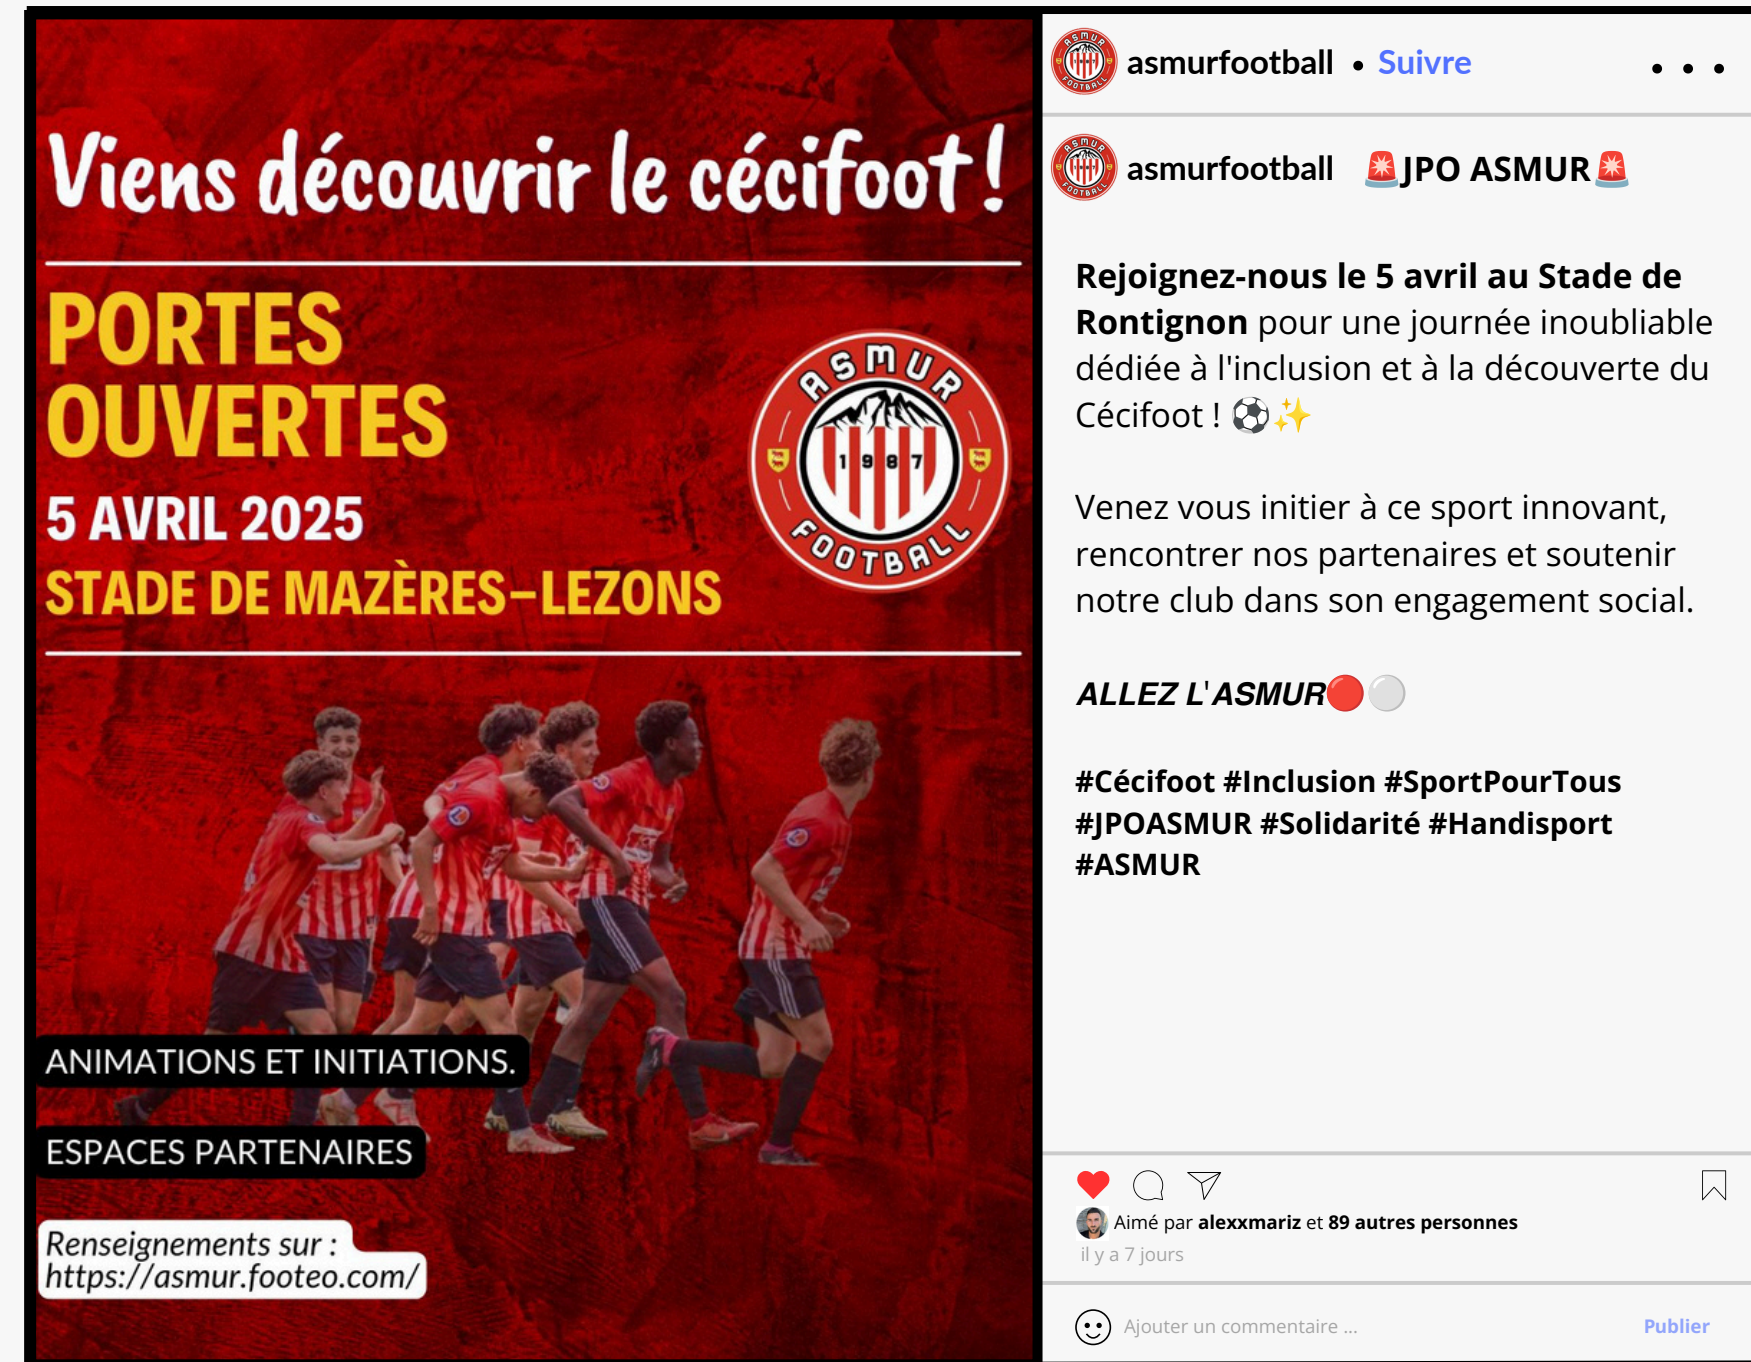 Viens découvrir le cécifoot !
PORTES
OUVERTES
5 AVRIL 2025
STADE DE MAZÈRES-LEZONS
ASMUR
1987
FOOTBALL
ANIMATIONS ET INITIATIONS.
ESPACES PARTENAIRES
Renseignements sur :
https://asmur.footeo.com/
ASMUR
FOOTBALL
asmurfootball • Suivre
ASMUR
FOOTBALL
asmurfootball 🚨JPO ASMUR🚨
Rejoignez-nous le 5 avril au Stade de
Rontignon pour une journée inoubliable
dédiée à l'inclusion et à la découverte du
Cécifoot ! ⚽✨
Venez vous initier à ce sport innovant,
rencontrer nos partenaires et soutenir
notre club dans son engagement social.
ALLEZ L'ASMUR🔴⚪
#Cécifoot #Inclusion #SportPourTous
#JPOASMUR #Solidarité #Handisport
#ASMUR
Aimé par alexxmariz et 89 autres personnes
il y a 7 jours
Ajouter un commentaire ...
Publier